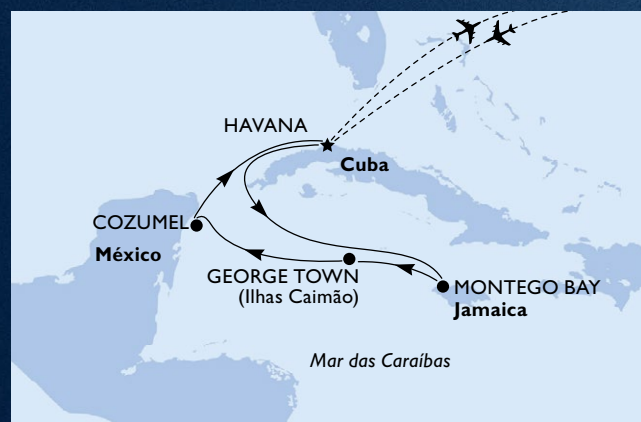 HAVANA
Cuba
COZUMEL
México
GEORGE TOWN
(Ilhas Caimão)
MONTEGO BAY
Jamaica
Mar das Caraíbas